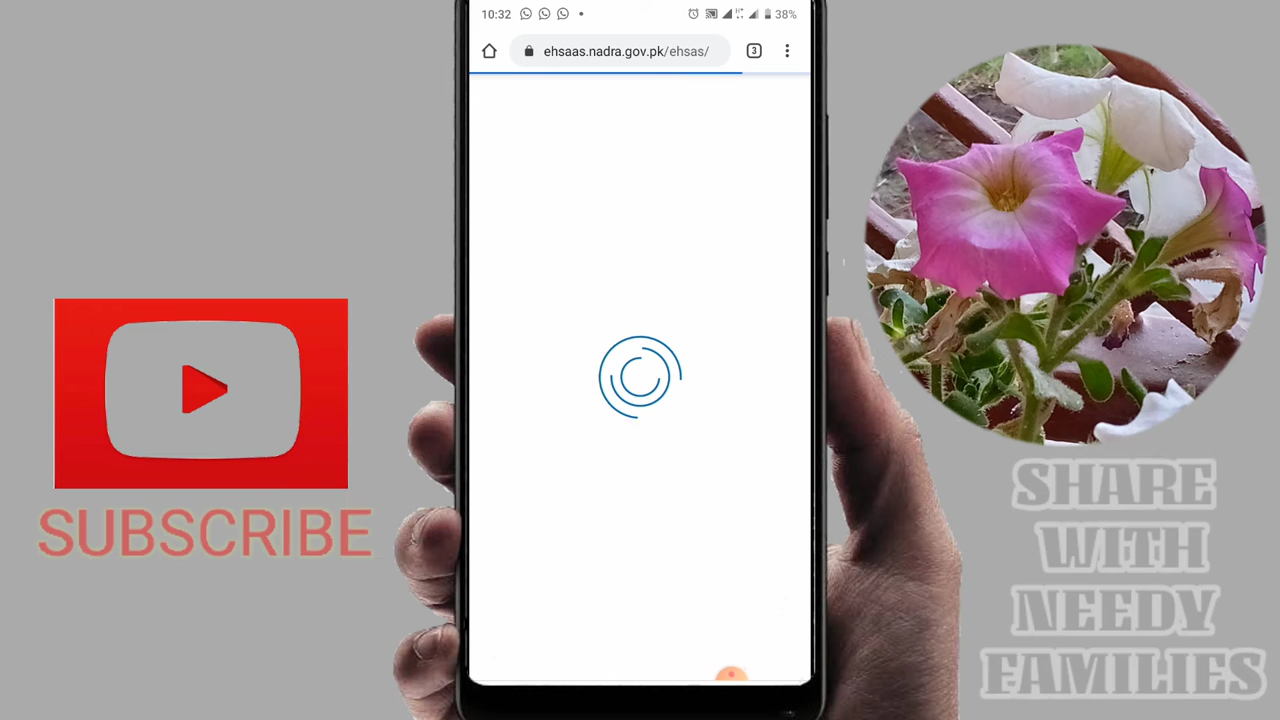 10:32
38%
ehsaas.nadra.gov.pk/ehsas/
3
SUBSCRIBE
SHARE
WITH
NEEDY
FAMILIES